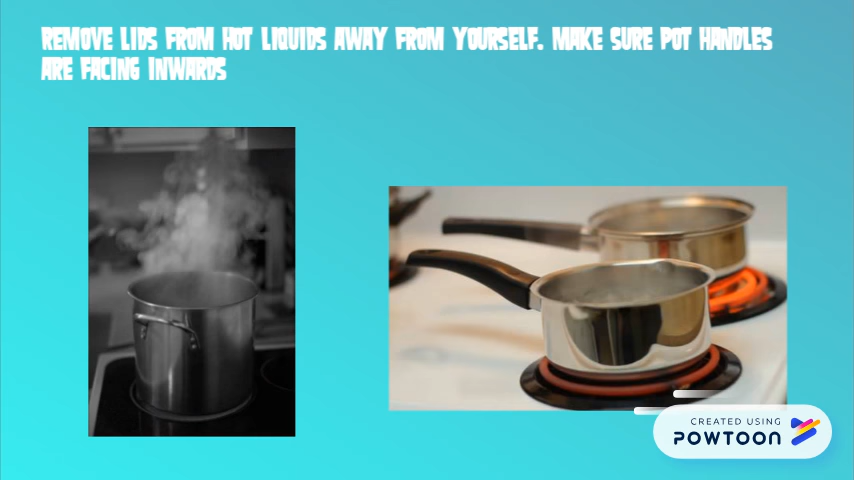 REMOVE LIDS FROM HOT LIQUIDS AWAY FROM YOURSELF. MAKE SURE POT HANDLES
ARE FACING INWARDS
CREATED USING
POWTOON